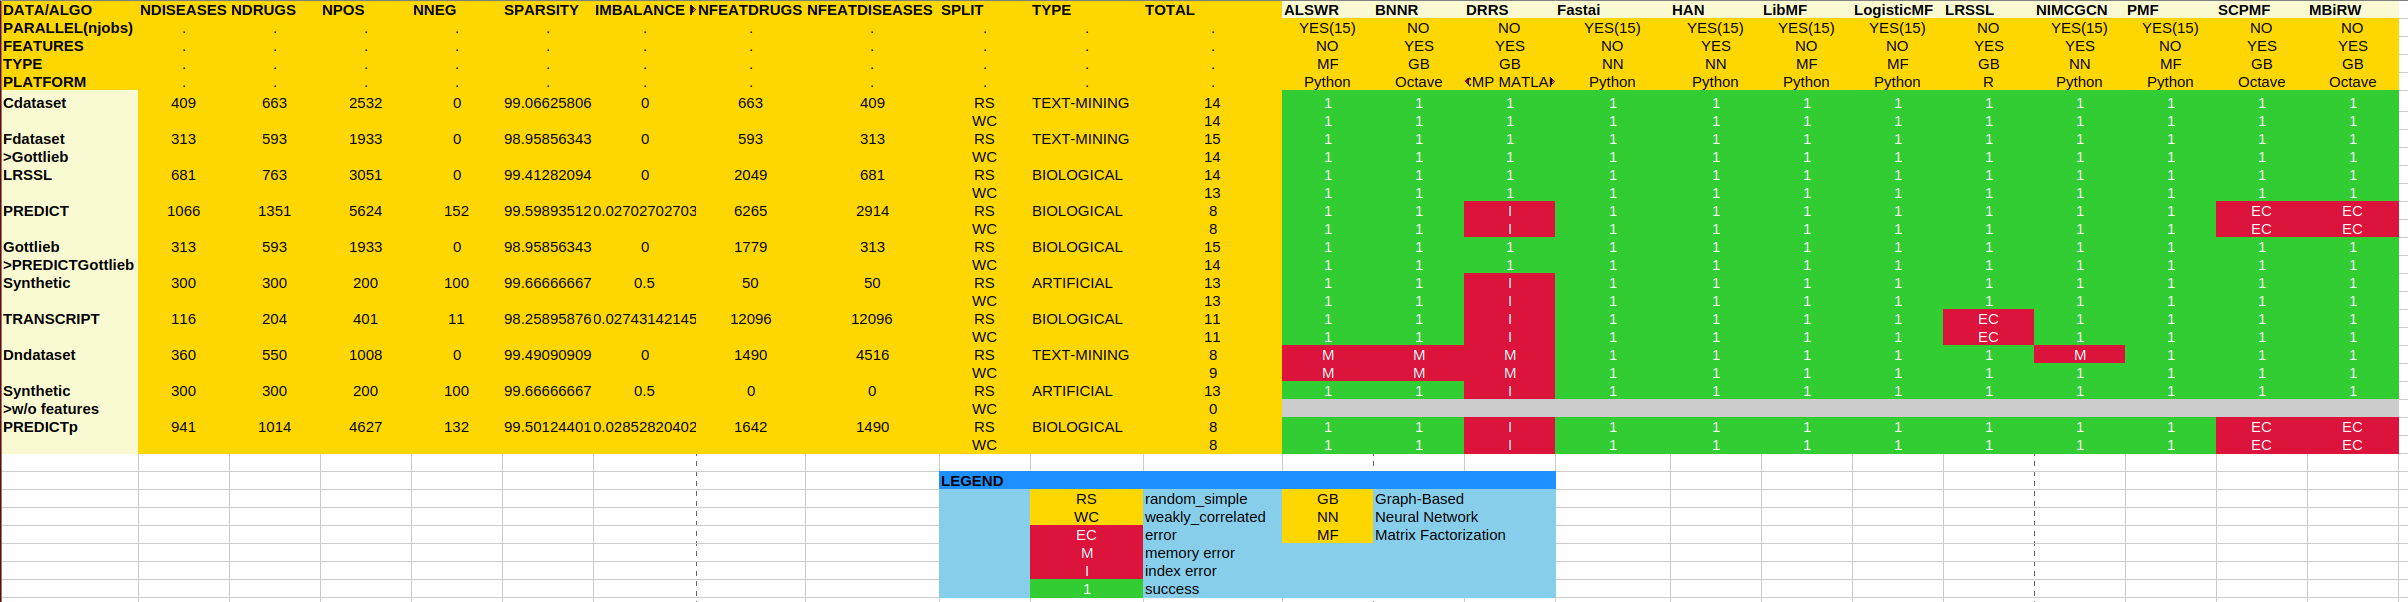 DATA/ALGO NDISEASES NDRUGS NPOS NNEG SPARSITY IMBALANCE NFEATDRUGS NFEATDISEASES SPLIT TYPE TOTAL ALSWR BNNR DRRS Fastai HAN LibMF LogisticMF LRSSL NIMCGCN PMF SCPMF MBiRW
PARALLEL(njobs) . . . . . . . . . . . YES(15) NO NO YES(15) YES(15) YES(15) YES(15) NO YES(15) YES(15) NO NO
FEATURES . . . . . . . . . . . NO YES YES NO YES NO NO YES YES NO YES YES
TYPE . . . . . . . . . . . MF GB GB NN NN MF MF GB NN MF GB GB
PLATFORM . . . . . . . . . . . Python Octave MP MATLA Python Python Python Python R Python Python Octave Octave
Cdataset 409 663 2532 0 99.06625806 0 663 409 RS TEXT-MINING 14 1 1 1 1 1 1 1 1 1 1 1 1
WC 14 1 1 1 1 1 1 1 1 1 1 1 1
Fdataset 313 593 1933 0 98.95856343 0 593 313 RS TEXT-MINING 15 1 1 1 1 1 1 1 1 1 1 1 1
>Gottlieb WC 14 1 1 1 1 1 1 1 1 1 1 1 1
LRSSL 681 763 3051 0 99.41282094 0 2049 681 RS BIOLOGICAL 14 1 1 1 1 1 1 1 1 1 1 1 1
WC 13 1 1 1 1 1 1 1 1 1 1 1 1
PREDICT 1066 1351 5624 152 99.59893512 0.02702702703 6265 2914 RS BIOLOGICAL 8 1 1 I 1 1 1 1 1 1 1 EC EC
WC 8 1 1 I 1 1 1 1 1 1 1 EC EC
Gottlieb 313 593 1933 0 98.95856343 0 1779 313 RS BIOLOGICAL 15 1 1 1 1 1 1 1 1 1 1 1 1
>PREDICTGottlieb WC 14 1 1 1 1 1 1 1 1 1 1 1 1
Synthetic 300 300 200 100 99.66666667 0.5 50 50 RS ARTIFICIAL 13 1 1 I 1 1 1 1 1 1 1 1 1
WC 13 1 1 I 1 1 1 1 1 1 1 1 1
TRANSCRIPT 116 204 401 11 98.25895876 0.02743142145 12096 12096 RS BIOLOGICAL 11 1 1 I 1 1 1 1 EC 1 1 1 1
WC 11 1 1 I 1 1 1 1 EC 1 1 1 1
Dndataset 360 550 1008 0 99.49090909 0 1490 4516 RS TEXT-MINING 8 M M M 1 1 1 1 1 M 1 1 1
WC 9 M M M 1 1 1 1 1 1 1 1 1
Synthetic 300 300 200 100 99.66666667 0.5 0 0 RS ARTIFICIAL 13 1 1 I 1 1 1 1 1 1 1 1 1
>w/o features WC 0
PREDICTp 941 1014 4627 132 99.50124401 0.02852820402 1642 1490 RS BIOLOGICAL 8 1 1 I 1 1 1 1 1 1 1 EC EC
WC 8 1 1 I 1 1 1 1 1 1 1 EC EC
LEGEND
RS random_simple GB Graph-Based
WC weakly_correlated NN Neural Network
EC error MF Matrix Factorization
M memory error
I index error
1 success